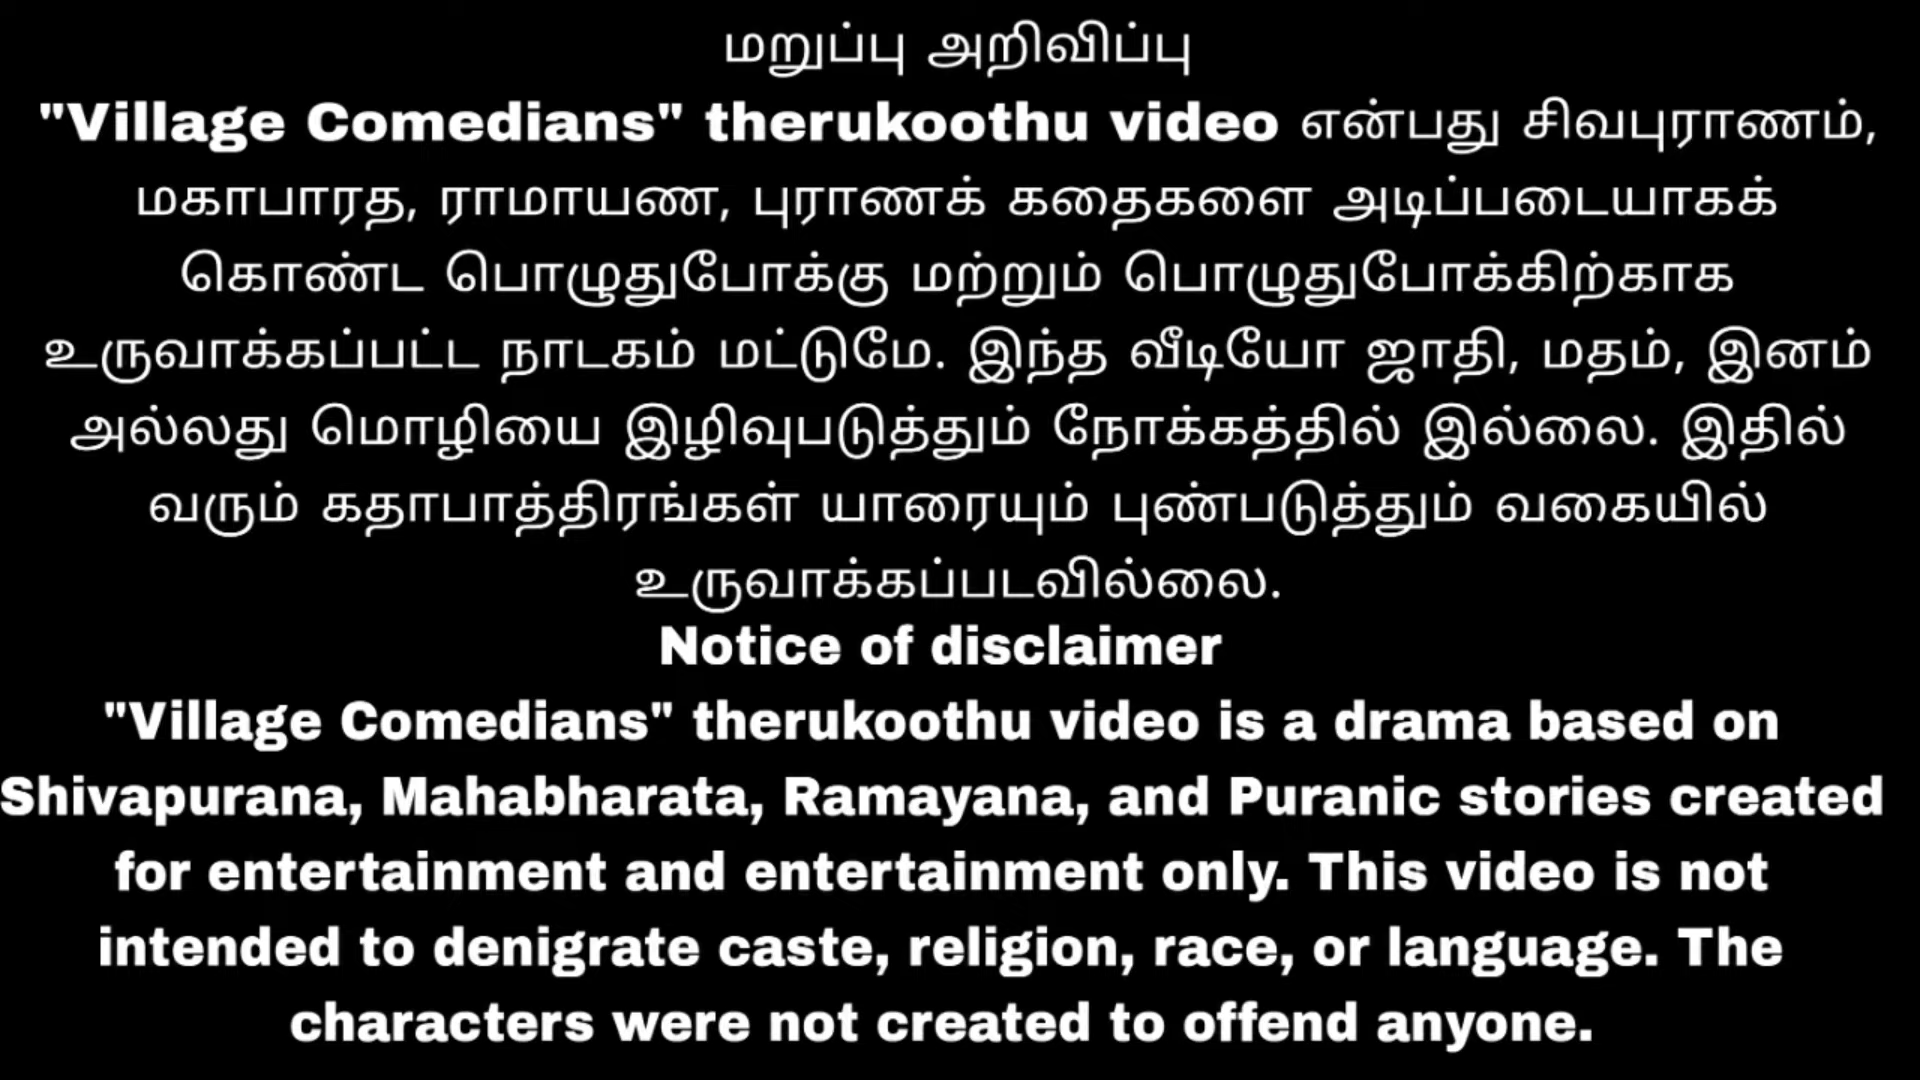 மறுப்பு அறிவிப்பு
"Village Comedians" therukoothu video என்பது சிவபுராணம்,
மகாபாரத, ராமாயண, புராணக் கதைகளை அடிப்படையாகக்
கொண்ட பொழுதுபோக்கு மற்றும் பொழுதுபோக்கிற்காக
உருவாக்கப்பட்ட நாடகம் மட்டுமே. இந்த வீடியோ ஜாதி, மதம், இனம்
அல்லது மொழியை இழிவுபடுத்தும் நோக்கத்தில் இல்லை. இதில்
வரும் கதாபாத்திரங்கள் யாரையும் புண்படுத்தும் வகையில்
உருவாக்கப்படவில்லை.
Notice of disclaimer
"Village Comedians" therukoothu video is a drama based on
Shivapurana, Mahabharata, Ramayana, and Puranic stories created
for entertainment and entertainment only. This video is not
intended to denigrate caste, religion, race, or language. The
characters were not created to offend anyone.